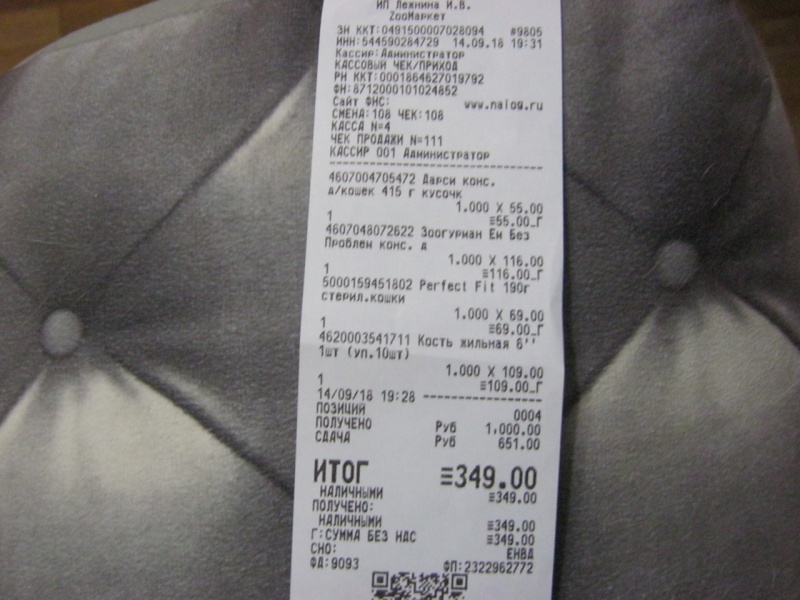 ИП Лехнина И.В.
ZooМаркет
ЗН ККТ:0491500007028094 #9805
ИНН:544590284729 14.09.18 19:31
Кассир:Администратор
КАССОВЫЙ ЧЕК/ПРИХОД
РН ККТ:0001864627019792
ФН:8712000101024852
Сайт ФНС: www.nalog.ru
СМЕНА:108 ЧЕК:108
КАССА N=4
ЧЕК ПРОДАЖИ N=111
КАССИР 001 Администратор
4607004705472 Дарси конс.
д/кошек 415 г кусочк
1.000 X 55.00
1 ≡55.00_Г
4607048072622 Зоогурман Ем Без
Проблем конс. д
1.000 X 116.00
1 ≡116.00_Г
5000159451802 Perfect Fit 190г
стерил.кошки
1.000 X 69.00
1 ≡69.00_Г
4620003541711 Кость жильная 6''
1шт (уп.10шт)
1.000 X 109.00
1 ≡109.00_Г
14/09/18 19:28 ----------------
ПОЗИЦИЙ 0004
ПОЛУЧЕНО Руб 1,000.00
СДАЧА Руб 651.00
ИТОГ ≡349.00
НАЛИЧНЫМИ ≡349.00
ПОЛУЧЕНО:
НАЛИЧНЫМИ ≡349.00
Г:СУММА БЕЗ НДС ≡349.00
СНО: ЕНВД
ФД:9093 ФП:2322962772